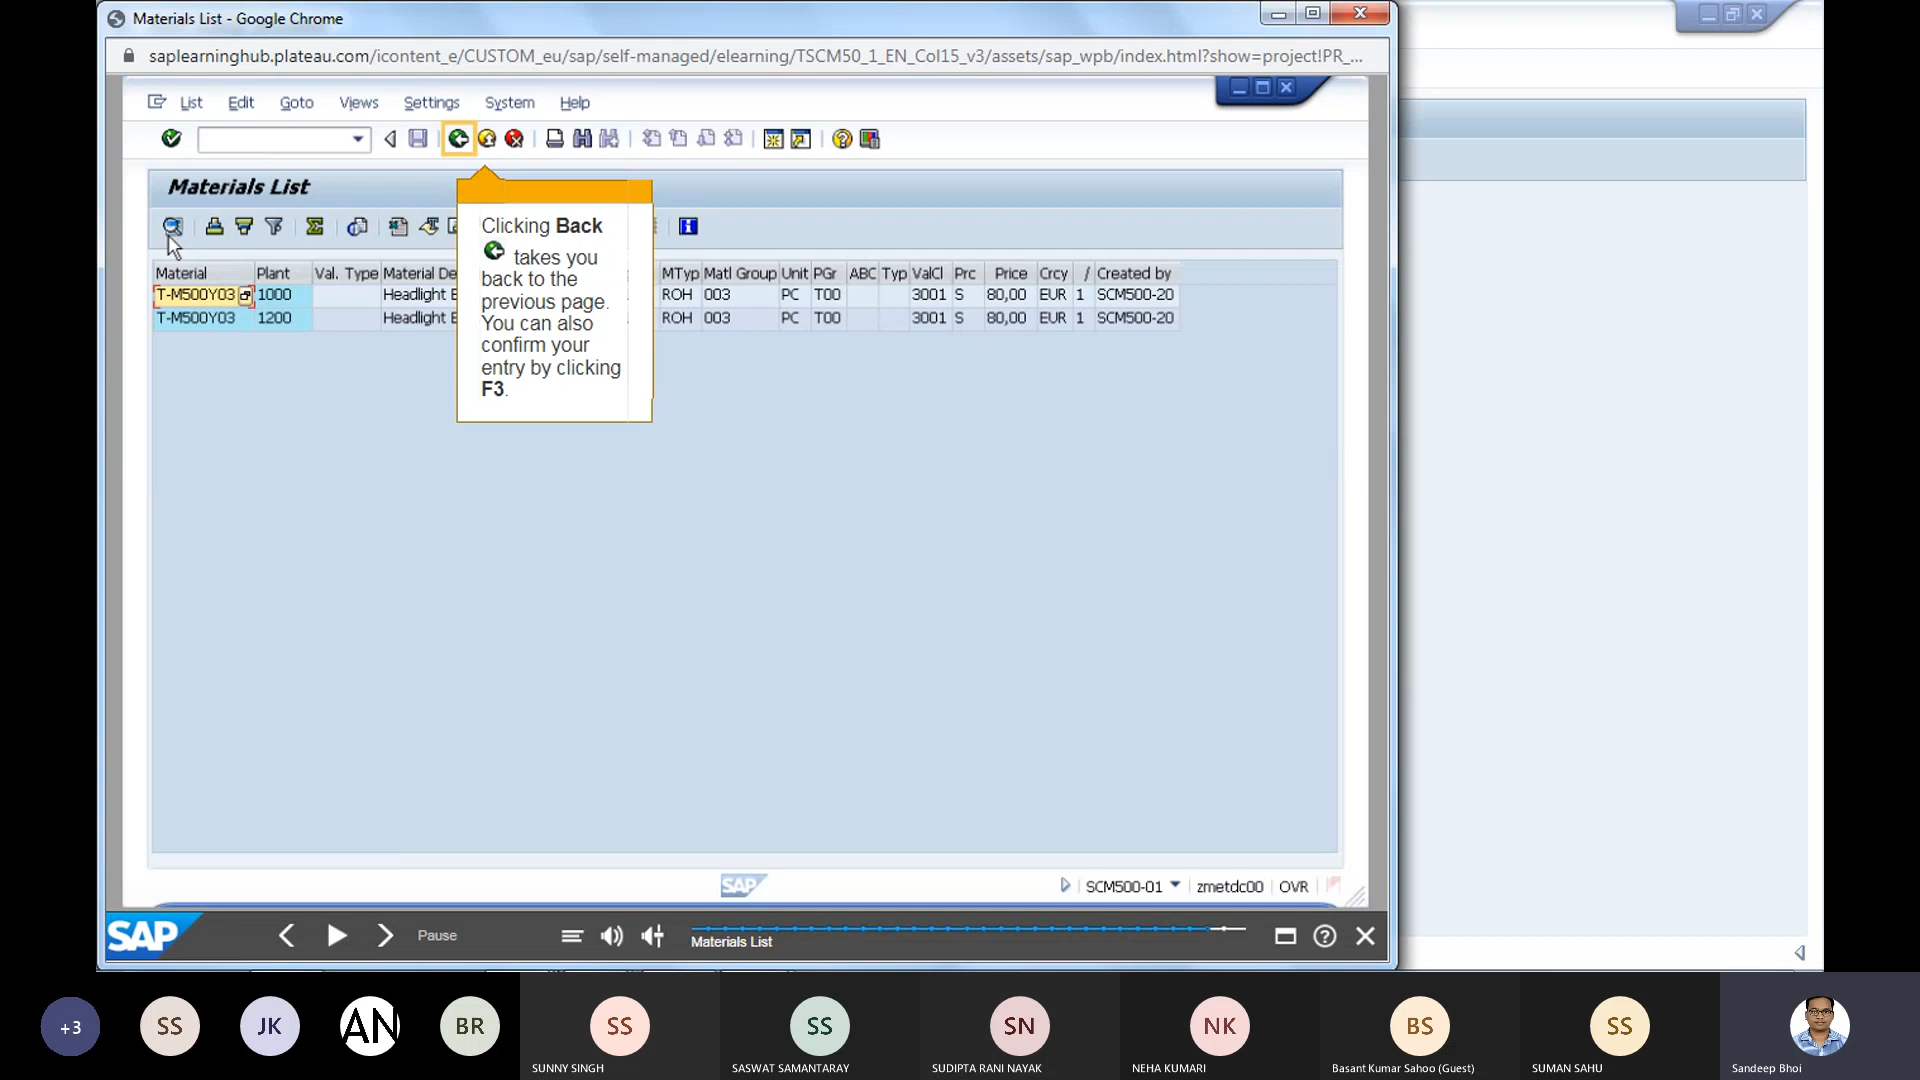 Materials List - Google Chrome
saplearninghub.plateau.com/icontent_e/CUSTOM_eu/sap/self-managed/elearning/TSCM50_1_EN_Col15_v3/assets/sap_wpb/index.html?show=project!PR_...
List Edit Goto Views Settings System Help
Materials List
Clicking Back
takes you
back to the
previous page.
You can also
confirm your
entry by clicking
F3.
Material Plant Val. Type Material De MTyp Matl Group Unit PGr ABC Typ ValCl Prc Price Crcy / Created by
T-M500Y03 1000 Headlight ROH 003 PC T00 3001 S 80,00 EUR 1 SCM500-20
T-M500Y03 1200 Headlight ROH 003 PC T00 3001 S 80,00 EUR 1 SCM500-20
SAP SCM500-01 zmetdc00 OVR
SAP Pause Materials List
+3 SS JK AN BR SS SS SN NK BS SS
SUNNY SINGH SASWAT SAMANTARAY SUDIPTA RANI NAYAK NEHA KUMARI Basant Kumar Sahoo (Guest) SUMAN SAHU Sandeep Bhoi